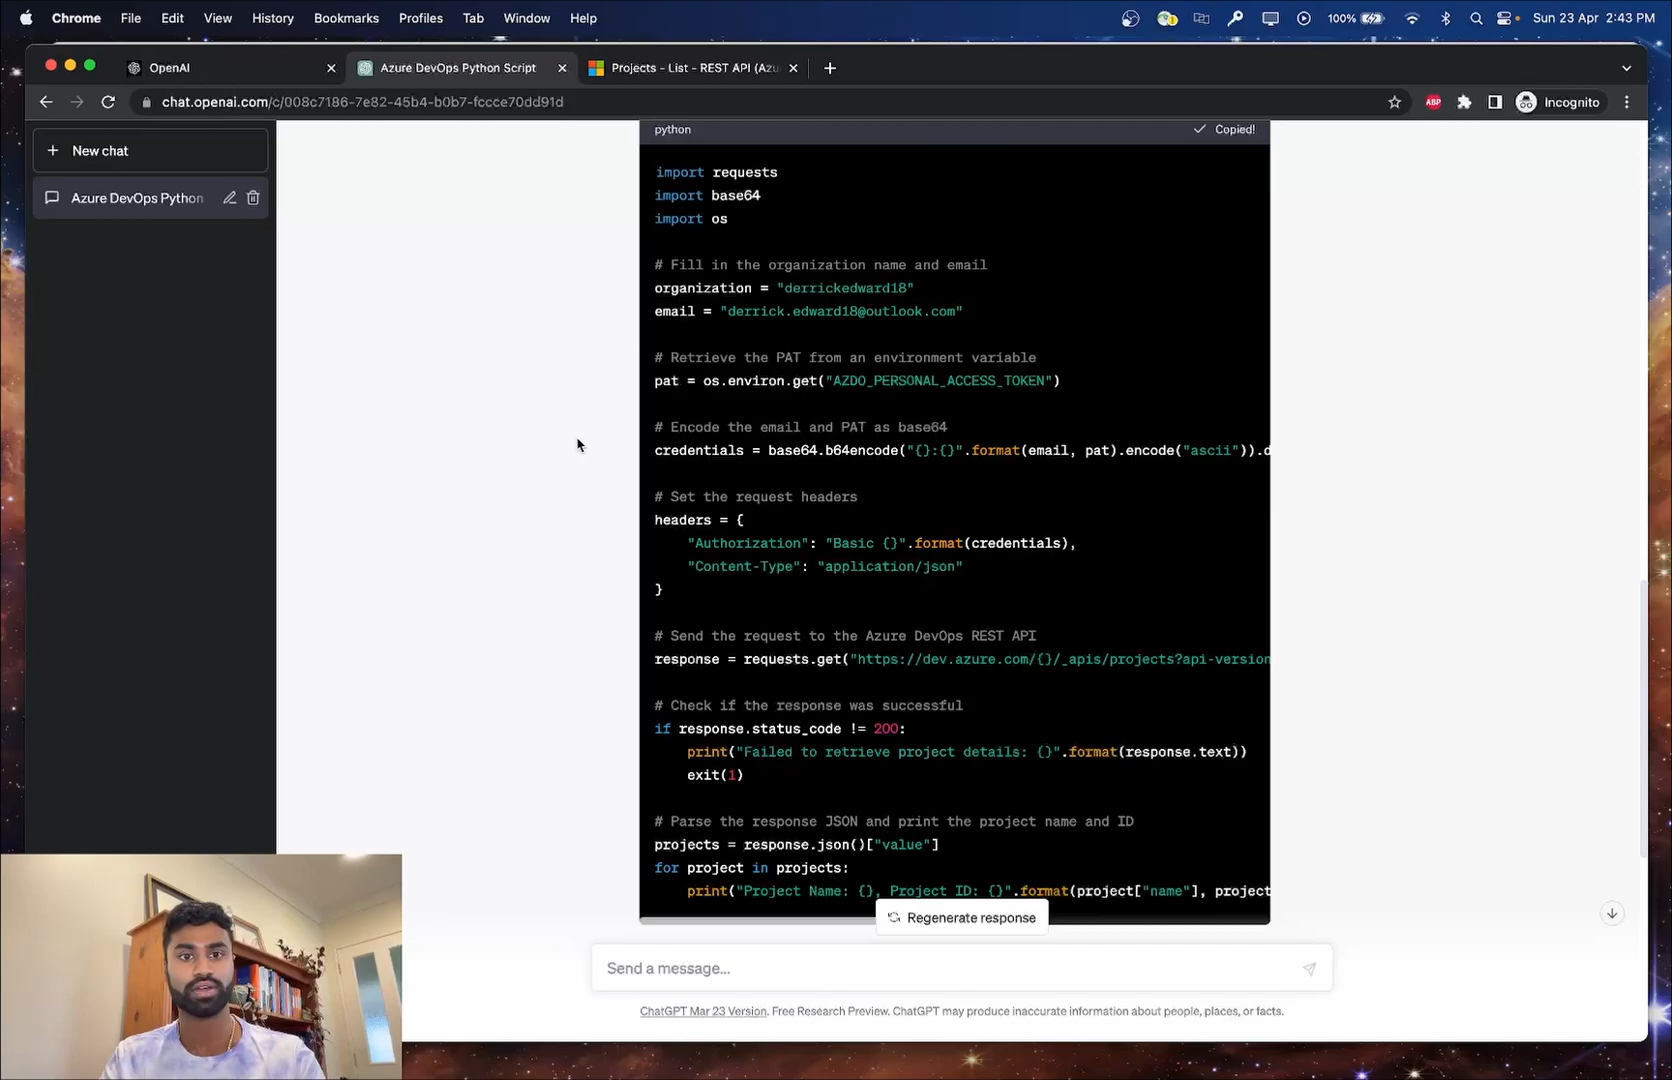 Chrome File Edit View History Bookmarks Profiles Tab Window Help 100% Sun 23 Apr 2:43 PM
OpenAI Azure DevOps Python Script Projects - List - REST API (Azu
chat.openai.com/c/008c7186-7e82-45b4-b0b7-fccce70dd91d ABP Incognito
New chat
Azure DevOps Python
python Copied!
import requests
import base64
import os
# Fill in the organization name and email
organization = "derrickedward18"
email = "derrick.edward18@outlook.com"
# Retrieve the PAT from an environment variable
pat = os.environ.get("AZDO_PERSONAL_ACCESS_TOKEN")
# Encode the email and PAT as base64
credentials = base64.b64encode("{}:{}".format(email, pat).encode("ascii")).d
# Set the request headers
headers = {
"Authorization": "Basic {}".format(credentials),
"Content-Type": "application/json"
}
# Send the request to the Azure DevOps REST API
response = requests.get("https://dev.azure.com/{}/_apis/projects?api-version
# Check if the response was successful
if response.status_code != 200:
print("Failed to retrieve project details: {}".format(response.text))
exit(1)
# Parse the response JSON and print the project name and ID
projects = response.json()["value"]
for project in projects:
print("Project Name: {}, Project ID: {}".format(project["name"], project
Regenerate response
Send a message...
ChatGPT Mar 23 Version. Free Research Preview. ChatGPT may produce inaccurate information about people, places, or facts.